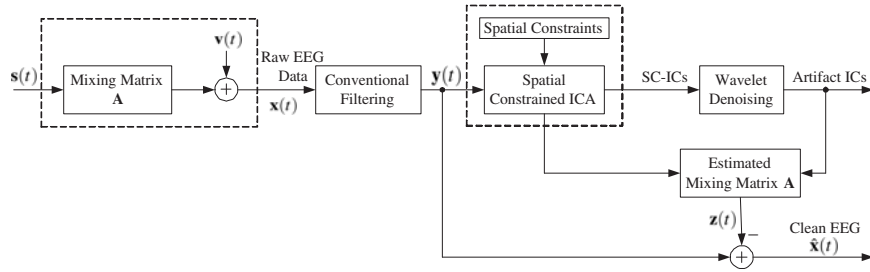 Spatial Constraints
v(t)
s(t)
Mixing Matrix
A
+
Raw EEG
Data
x(t)
Conventional
Filtering
y(t)
Spatial
Constrained ICA
SC-ICs
Wavelet
Denoising
Artifact ICs
Estimated
Mixing Matrix A
z(t)
−
+
Clean EEG
x̂(t)